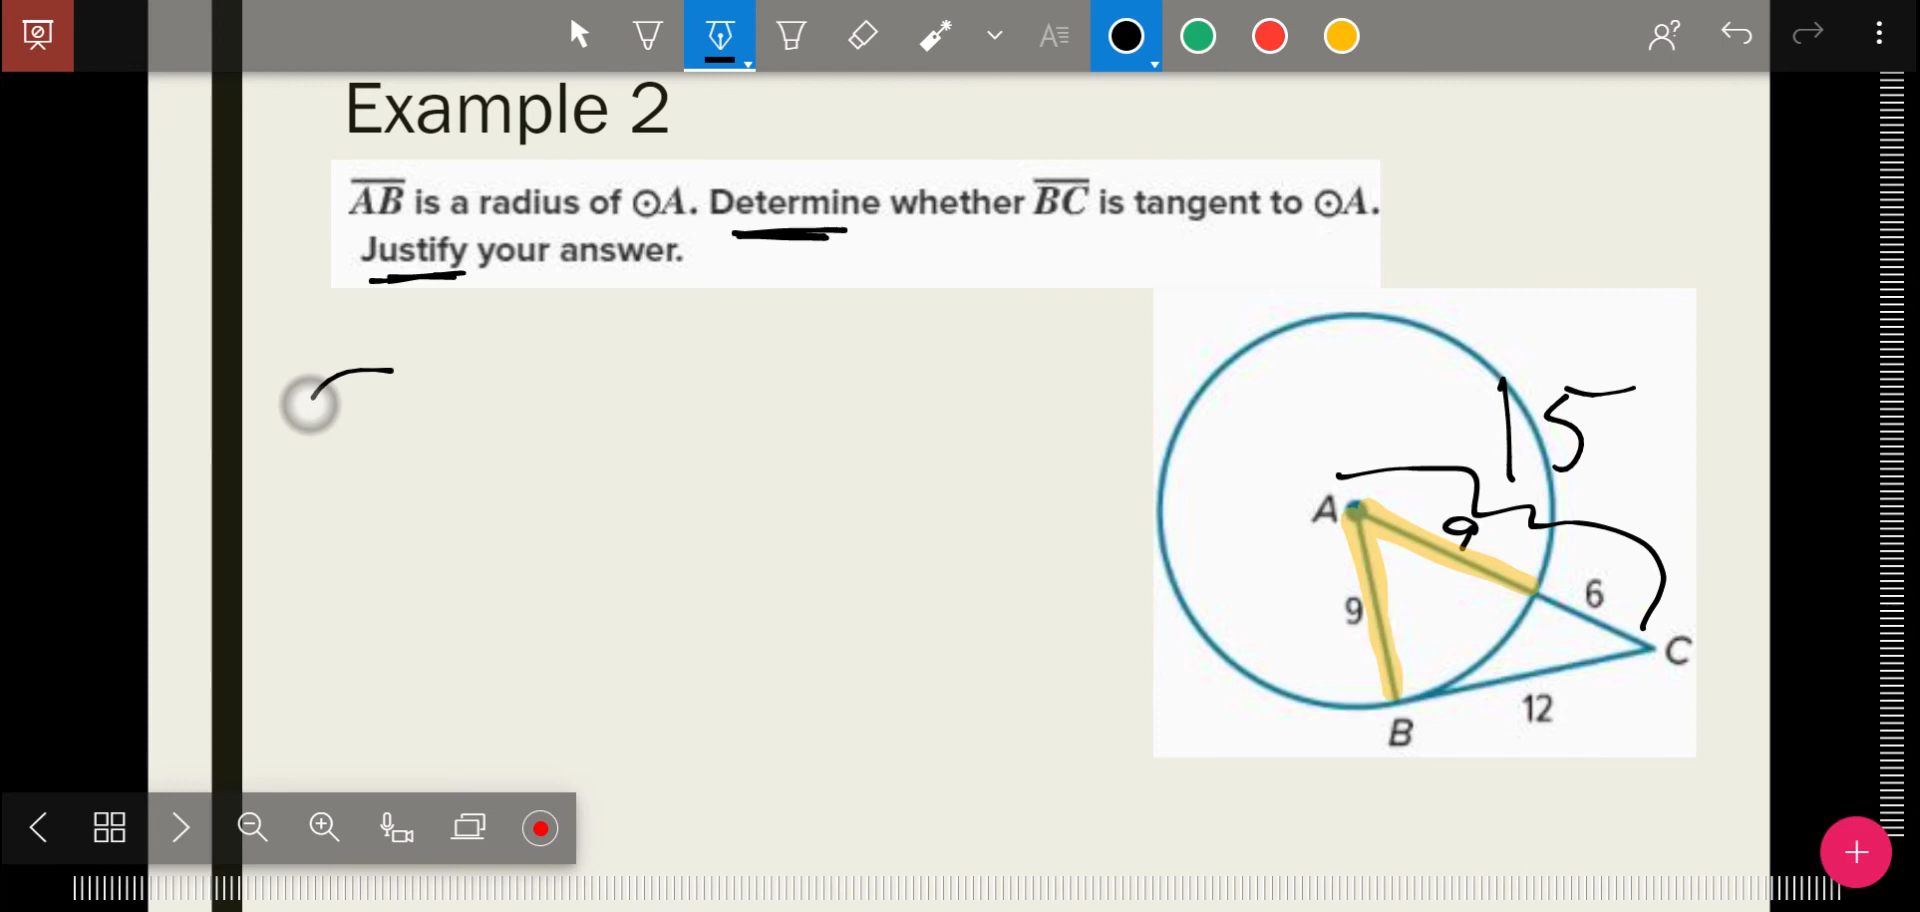 Example 2
AB is a radius of ⊙A. Determine whether BC is tangent to ⊙A.
Justify your answer.
15
A
9
6
9
C
12
B